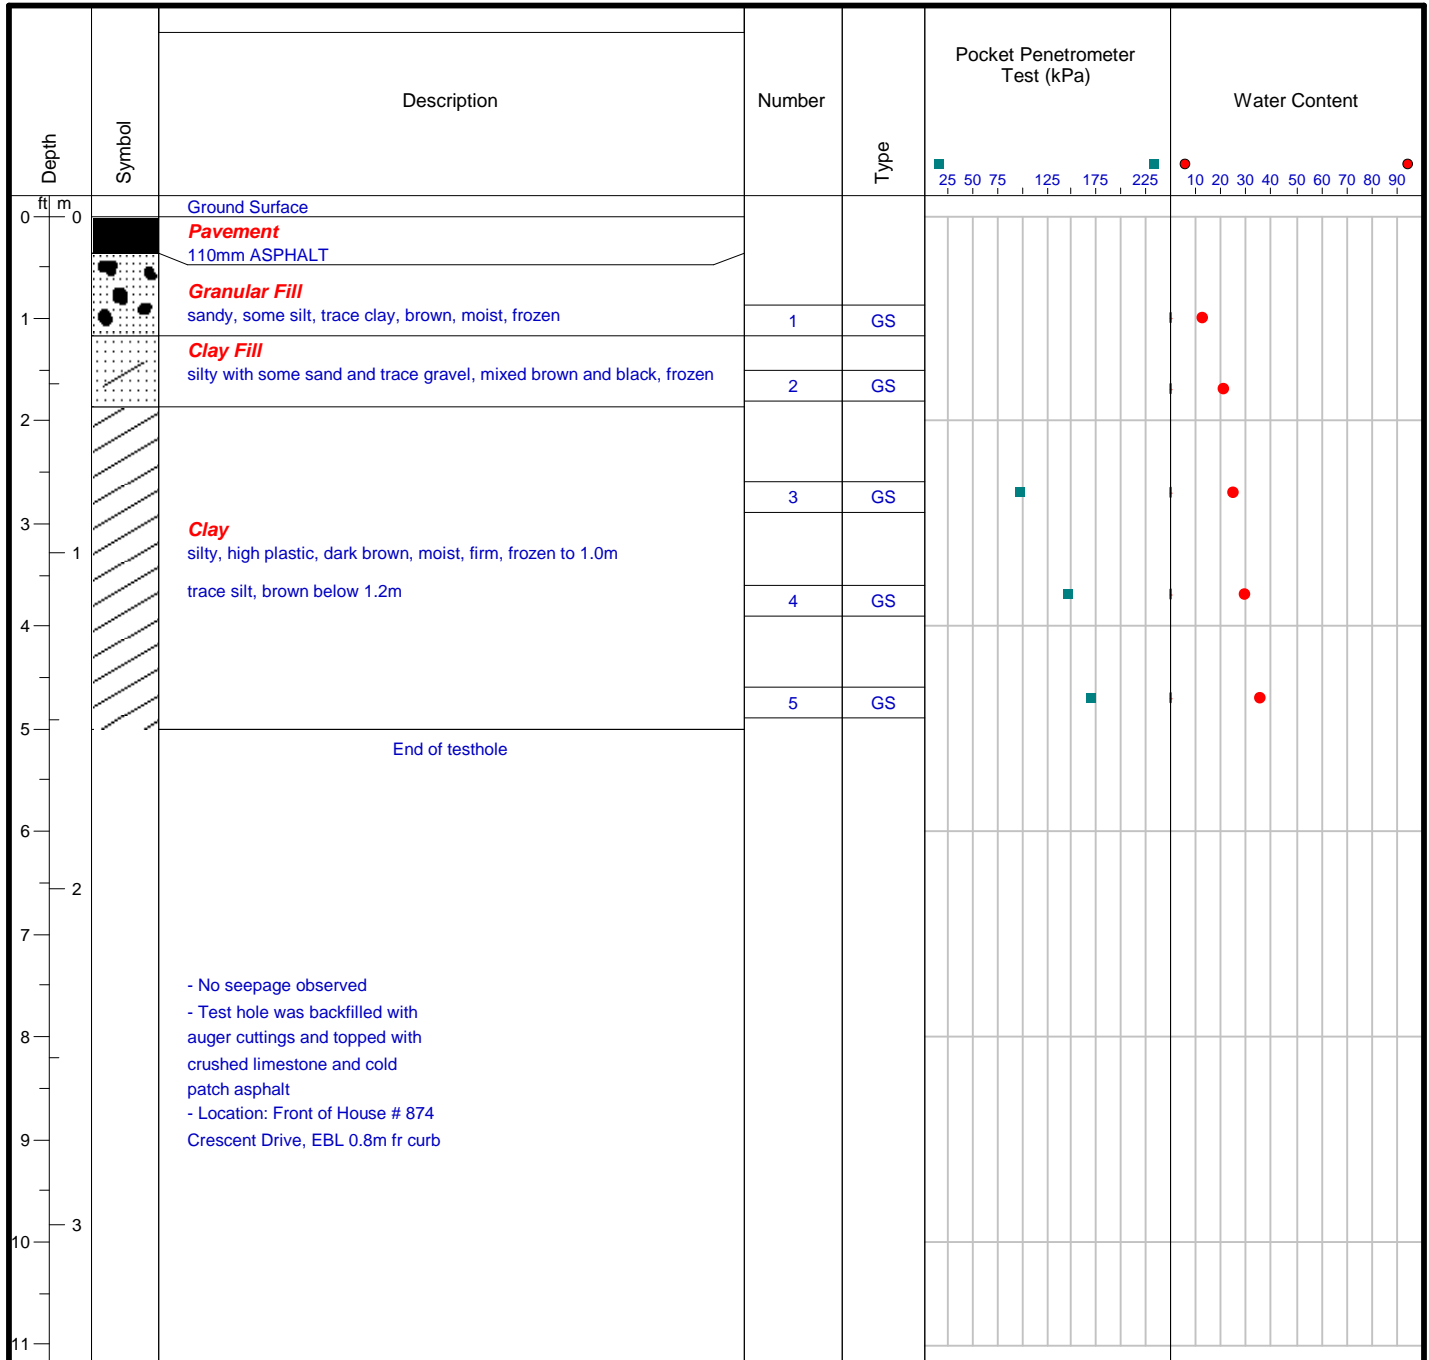 Depth
Symbol
Description
Number
Type
Pocket Penetrometer
Test (kPa)
Water Content
25 50 75 125 175 225
10 20 30 40 50 60 70 80 90
ft m
0 0
Ground Surface
Pavement
110mm ASPHALT
Granular Fill
sandy, some silt, trace clay, brown, moist, frozen
1
1 GS
Clay Fill
silty with some sand and trace gravel, mixed brown and black, frozen
2 GS
2
3 GS
3
Clay
silty, high plastic, dark brown, moist, firm, frozen to 1.0m
1
trace silt, brown below 1.2m
4 GS
4
5 GS
5
End of testhole
6
2
7
- No seepage observed
- Test hole was backfilled with
auger cuttings and topped with
8
crushed limestone and cold
patch asphalt
- Location: Front of House # 874
Crescent Drive, EBL 0.8m fr curb
9
3
10
11